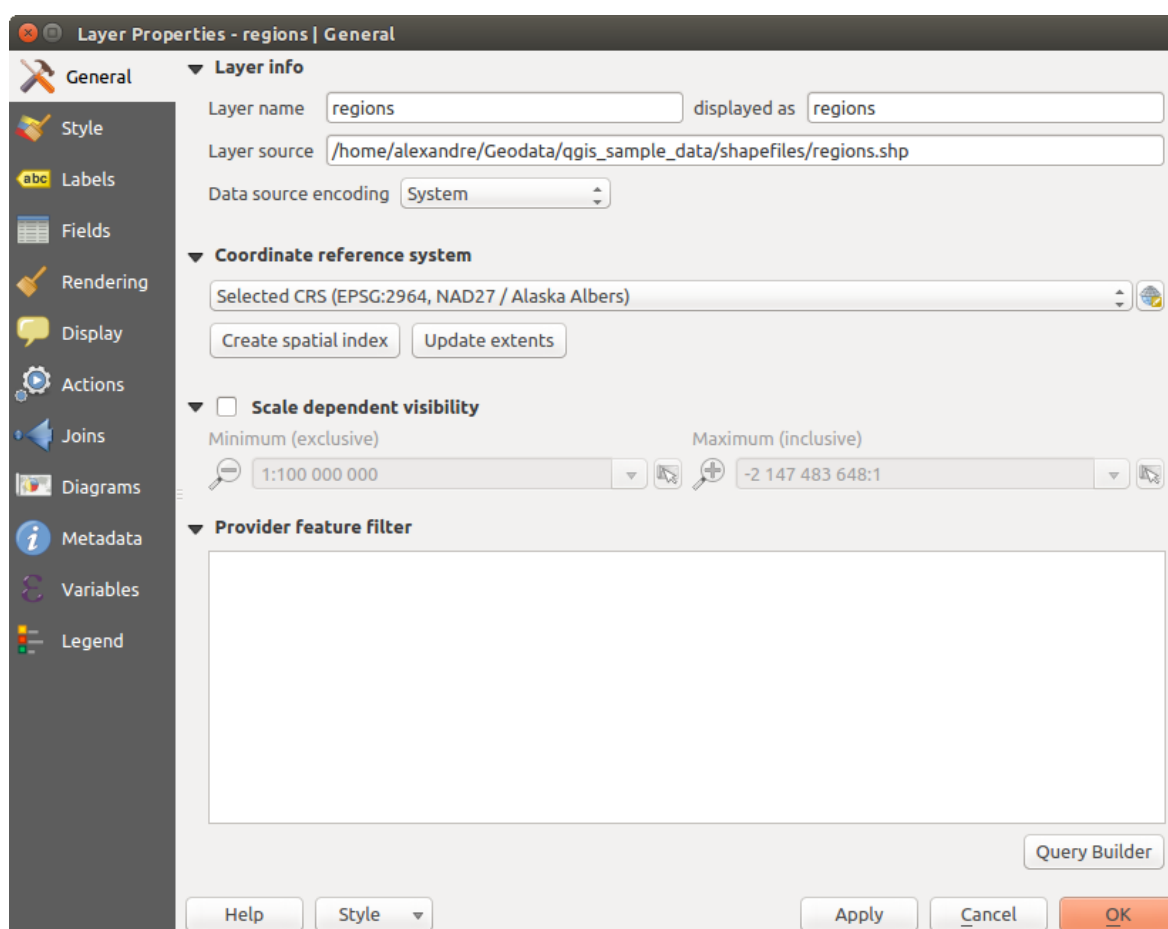 Layer Properties - regions | General
General
Style
Labels
Fields
Rendering
Display
Actions
Joins
Diagrams
Metadata
Variables
Legend
abc
Layer info
Layer name regions displayed as regions
Layer source /home/alexandre/Geodata/qgis_sample_data/shapefiles/regions.shp
Data source encoding System
Coordinate reference system
Selected CRS (EPSG:2964, NAD27 / Alaska Albers)
Create spatial index Update extents
Scale dependent visibility
Minimum (exclusive) Maximum (inclusive)
1:100 000 000 -2 147 483 648:1
Provider feature filter
Query Builder
Help Style Apply Cancel OK